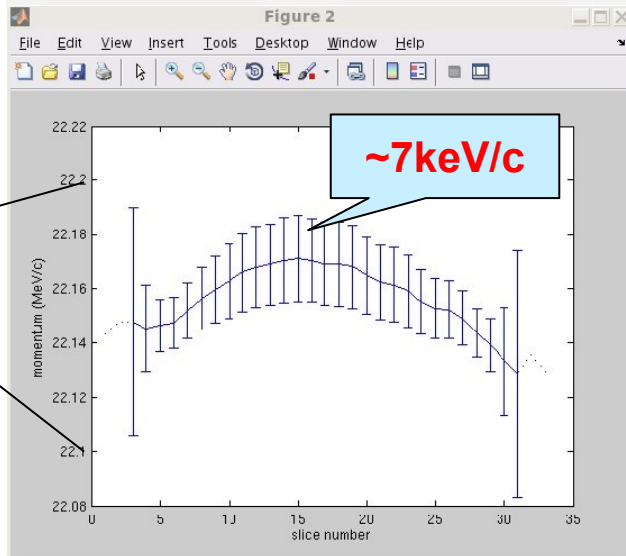 Figure 2
File Edit View Insert Tools Desktop Window Help
~7keV/c
22.22
22.2
22.18
22.16
22.14
22.12
22.1
22.08
momentum (MeV/c)
0 5 10 15 20 25 30 35
slice number